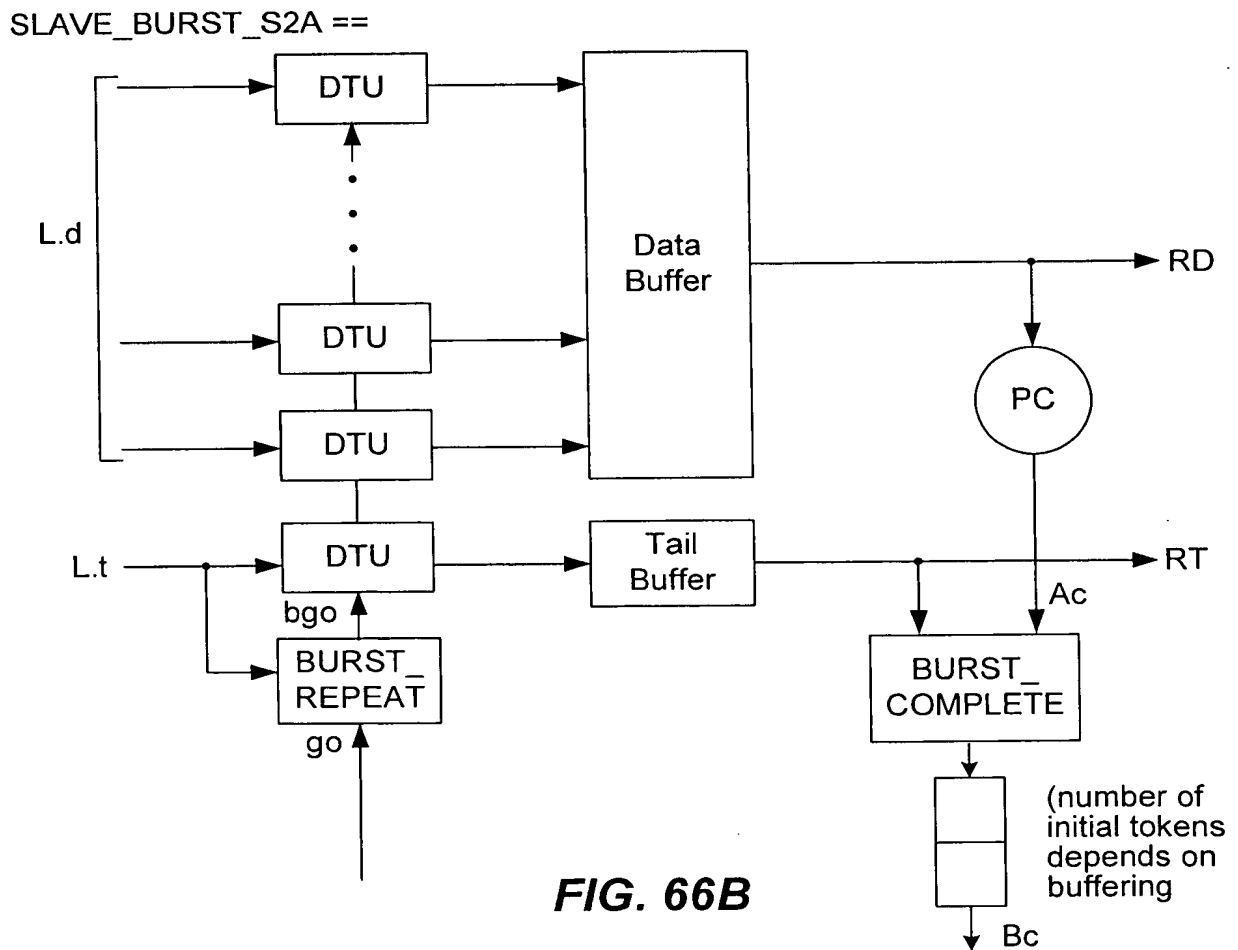 SLAVE_BURST_S2A ==
DTU
L.d
Data
Buffer
RD
DTU
PC
DTU
L.t
DTU
Tail
Buffer
RT
bgo
Ac
BURST_
REPEAT
BURST_
COMPLETE
go
(number of
initial tokens
depends on
buffering
FIG. 66B
Bc